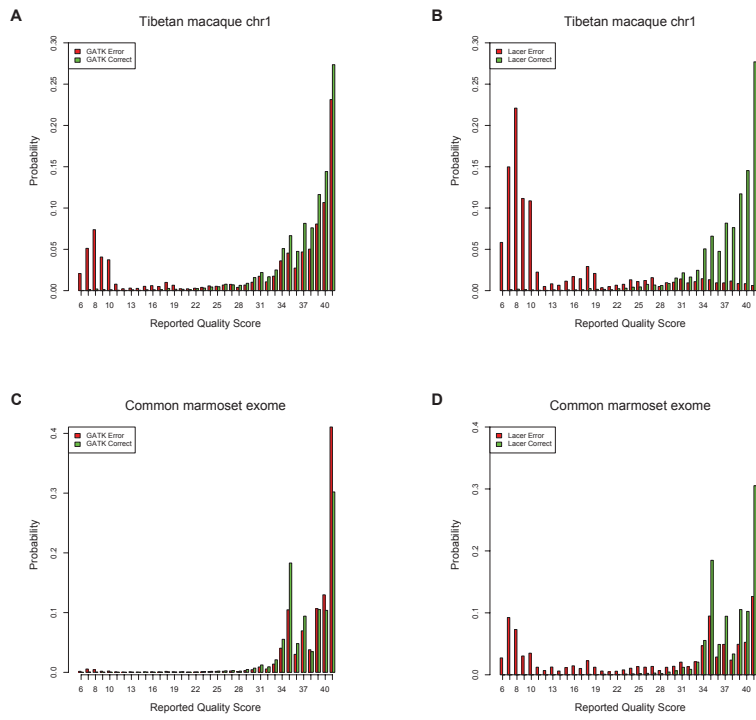 A
Tibetan macaque chr1
GATK Error
GATK Correct
Probability
0.00 0.05 0.10 0.15 0.20 0.25 0.30
6 8 10 13 16 19 22 25 28 31 34 37 40
Reported Quality Score
B
Tibetan macaque chr1
Lacer Error
Lacer Correct
Probability
0.00 0.05 0.10 0.15 0.20 0.25 0.30
6 8 10 13 16 19 22 25 28 31 34 37 40
Reported Quality Score
C
Common marmoset exome
GATK Error
GATK Correct
Probability
0.0 0.1 0.2 0.3 0.4
6 8 10 13 16 19 22 25 28 31 34 37 40
Reported Quality Score
D
Common marmoset exome
Lacer Error
Lacer Correct
Probability
0.0 0.1 0.2 0.3 0.4
6 8 10 13 16 19 22 25 28 31 34 37 40
Reported Quality Score